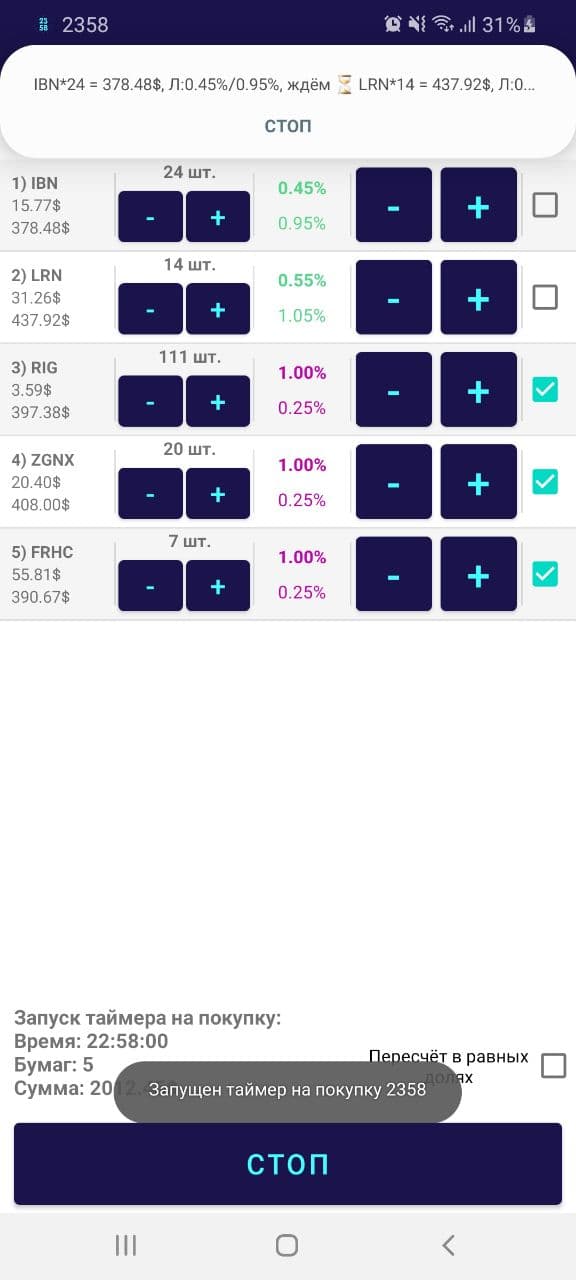 2358 31%
IBN*24 = 378.48$, Л:0.45%/0.95%, ждём ⏳ LRN*14 = 437.92$, Л:0...
СТОП
1) IBN
15.77$
378.48$
24 шт.
- +
0.45%
0.95%
- +
2) LRN
31.26$
437.92$
14 шт.
- +
0.55%
1.05%
- +
3) RIG
3.59$
397.38$
111 шт.
- +
1.00%
0.25%
- +
4) ZGNX
20.40$
408.00$
20 шт.
- +
1.00%
0.25%
- +
5) FRHC
55.81$
390.67$
7 шт.
- +
1.00%
0.25%
- +
Запуск таймера на покупку:
Время: 22:58:00
Бумаг: 5
Сумма: 2012.
Пересчёт в равных
долях
Запущен таймер на покупку 2358
СТОП